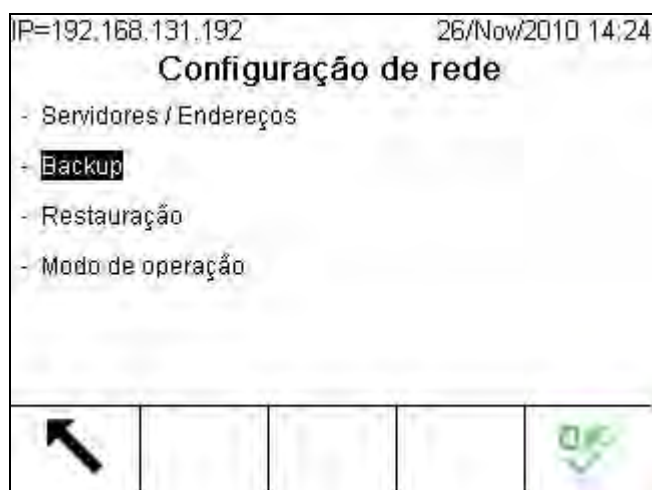 IP=192.168.131.192 26/Nov/2010 14:24
Configuração de rede
- Servidores / Endereços
- Backup
- Restauração
- Modo de operação
OK